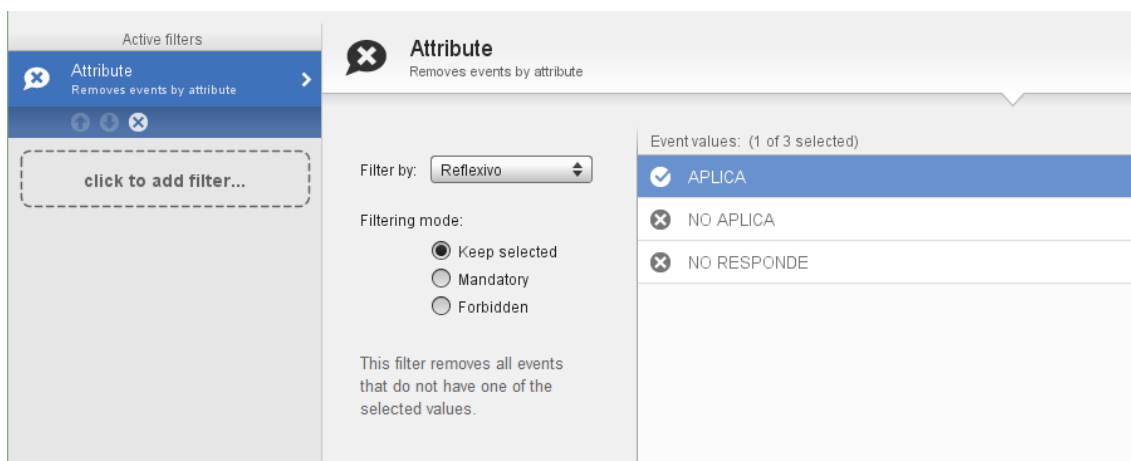 Active filters
Attribute
Removes events by attribute
click to add filter...
Attribute
Removes events by attribute
Filter by: Reflexivo
Filtering mode:
Keep selected
Mandatory
Forbidden
This filter removes all events
that do not have one of the
selected values.
Event values: (1 of 3 selected)
APLICA
NO APLICA
NO RESPONDE